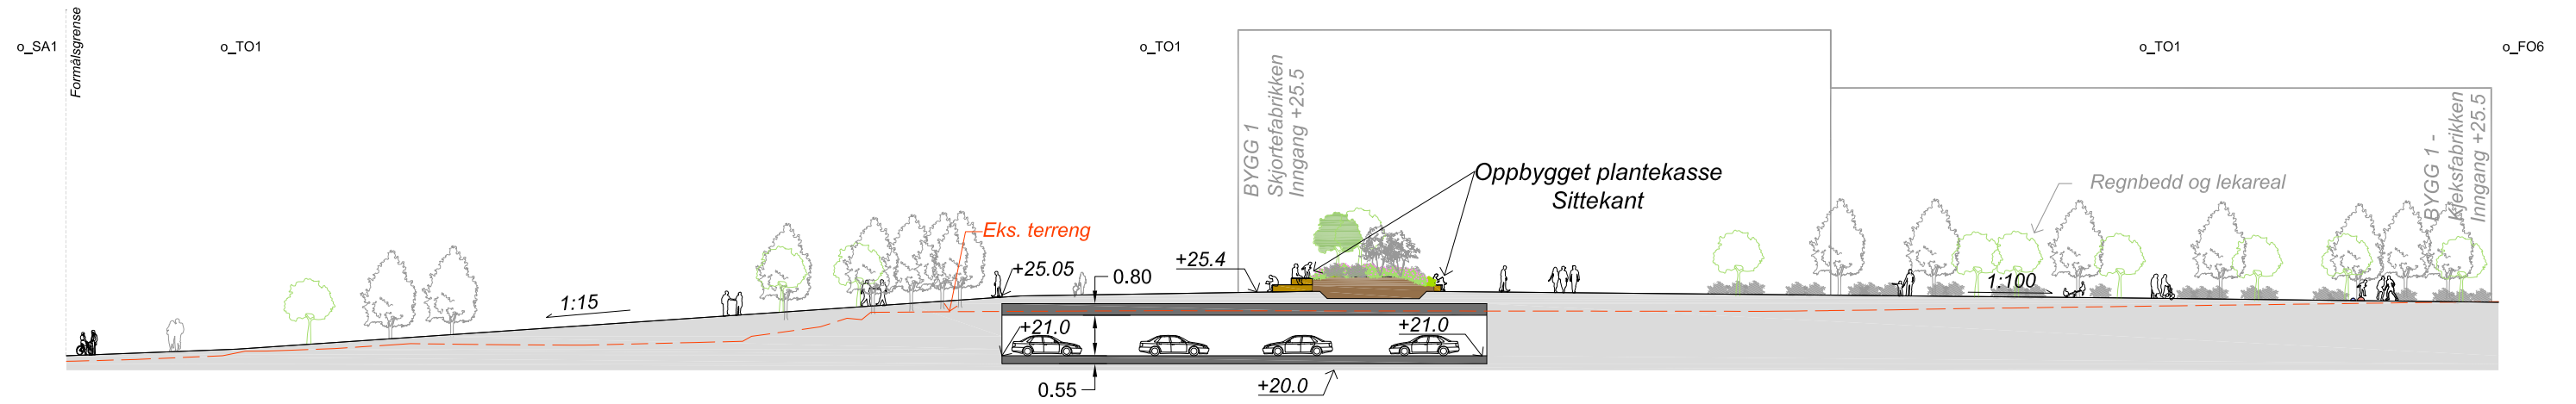 o_SA1
Formålsgrense
o_TO1
o_TO1
o_TO1
o_FO6
BYGG 1
Skjortefabrikken
Inngang +25.5
BYGG 1 -
Kjeksfabrikken
Inngang +25.5
Oppbygget plantekasse
Sittekant
Regnbedd og lekareal
Eks. terreng
+25.05
0.80
+25.4
1:15
1:100
+21.0
+21.0
0.55
+20.0